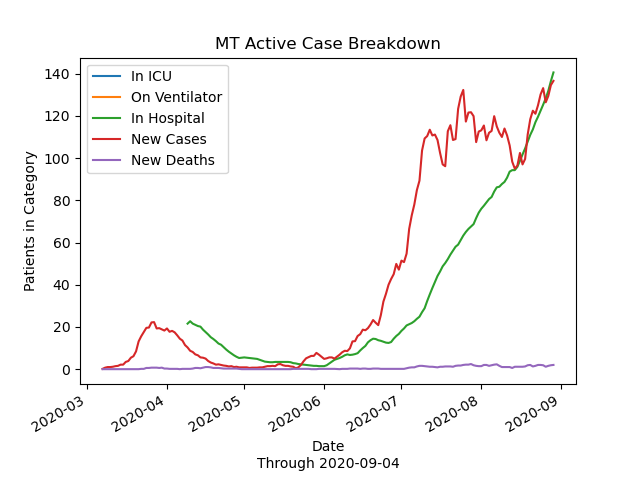 MT Active Case Breakdown
In ICU
On Ventilator
In Hospital
New Cases
New Deaths
Patients in Category
140
120
100
80
60
40
20
0
2020-03
2020-04
2020-05
2020-06
2020-07
2020-08
2020-09
Date
Through 2020-09-04